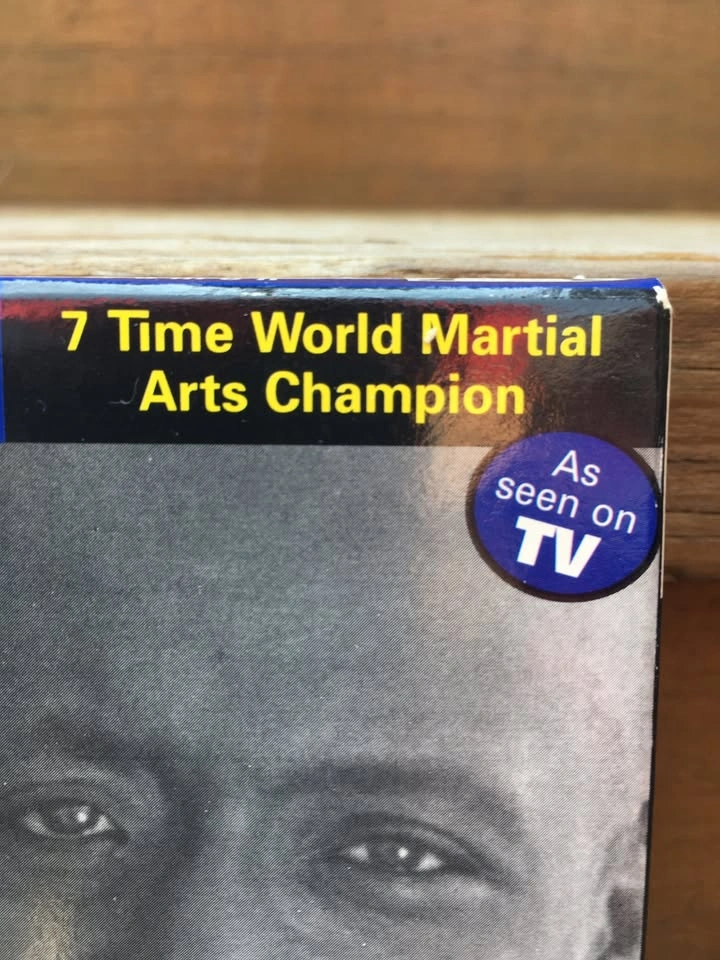 7 Time World Martial
Arts Champion
As
seen on
TV